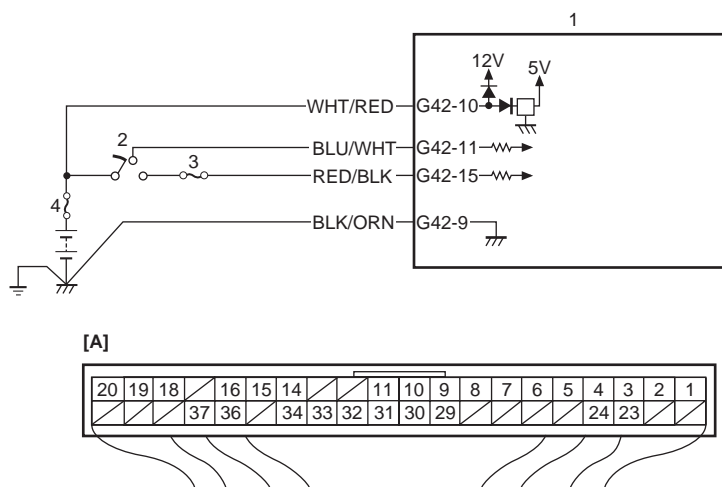 1
12V
5V
WHT/RED G42-10
2
BLU/WHT G42-11
3
RED/BLK G42-15
4
BLK/ORN G42-9
[A]
20 19 18 16 15 14 11 10 9 8 7 6 5 4 3 2 1
37 36 34 33 32 31 30 29 24 23